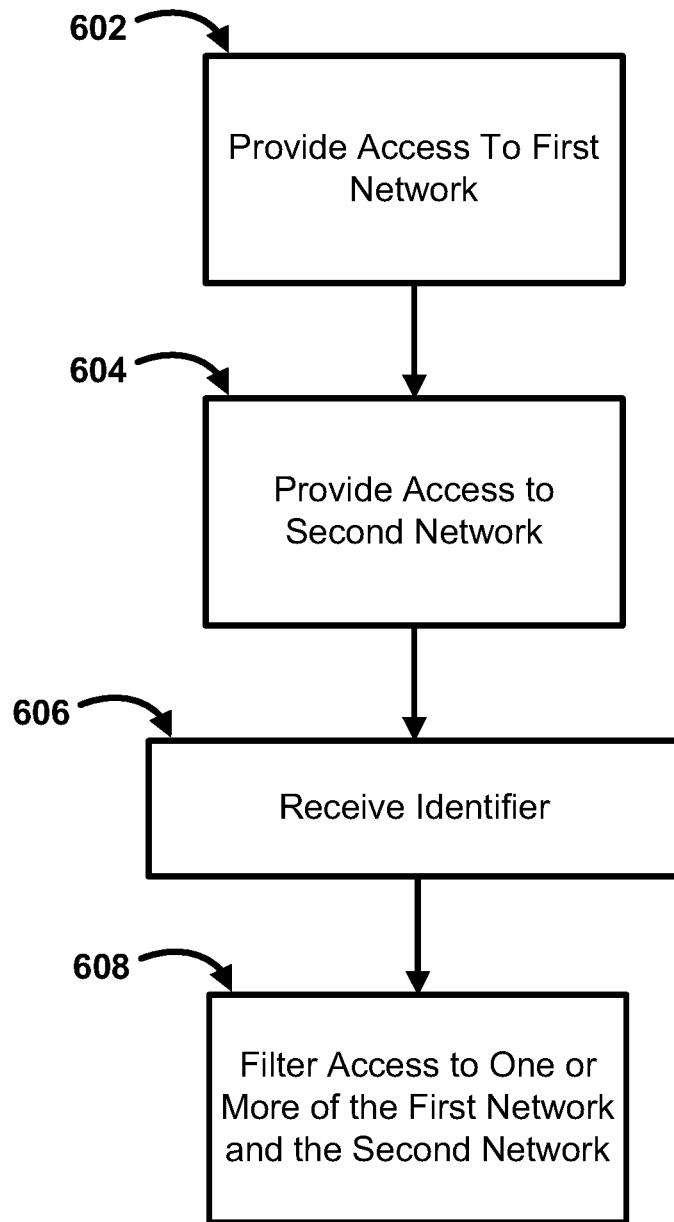 602
Provide Access To First
Network
604
Provide Access to
Second Network
606
Receive Identifier
608
Filter Access to One or
More of the First Network
and the Second Network